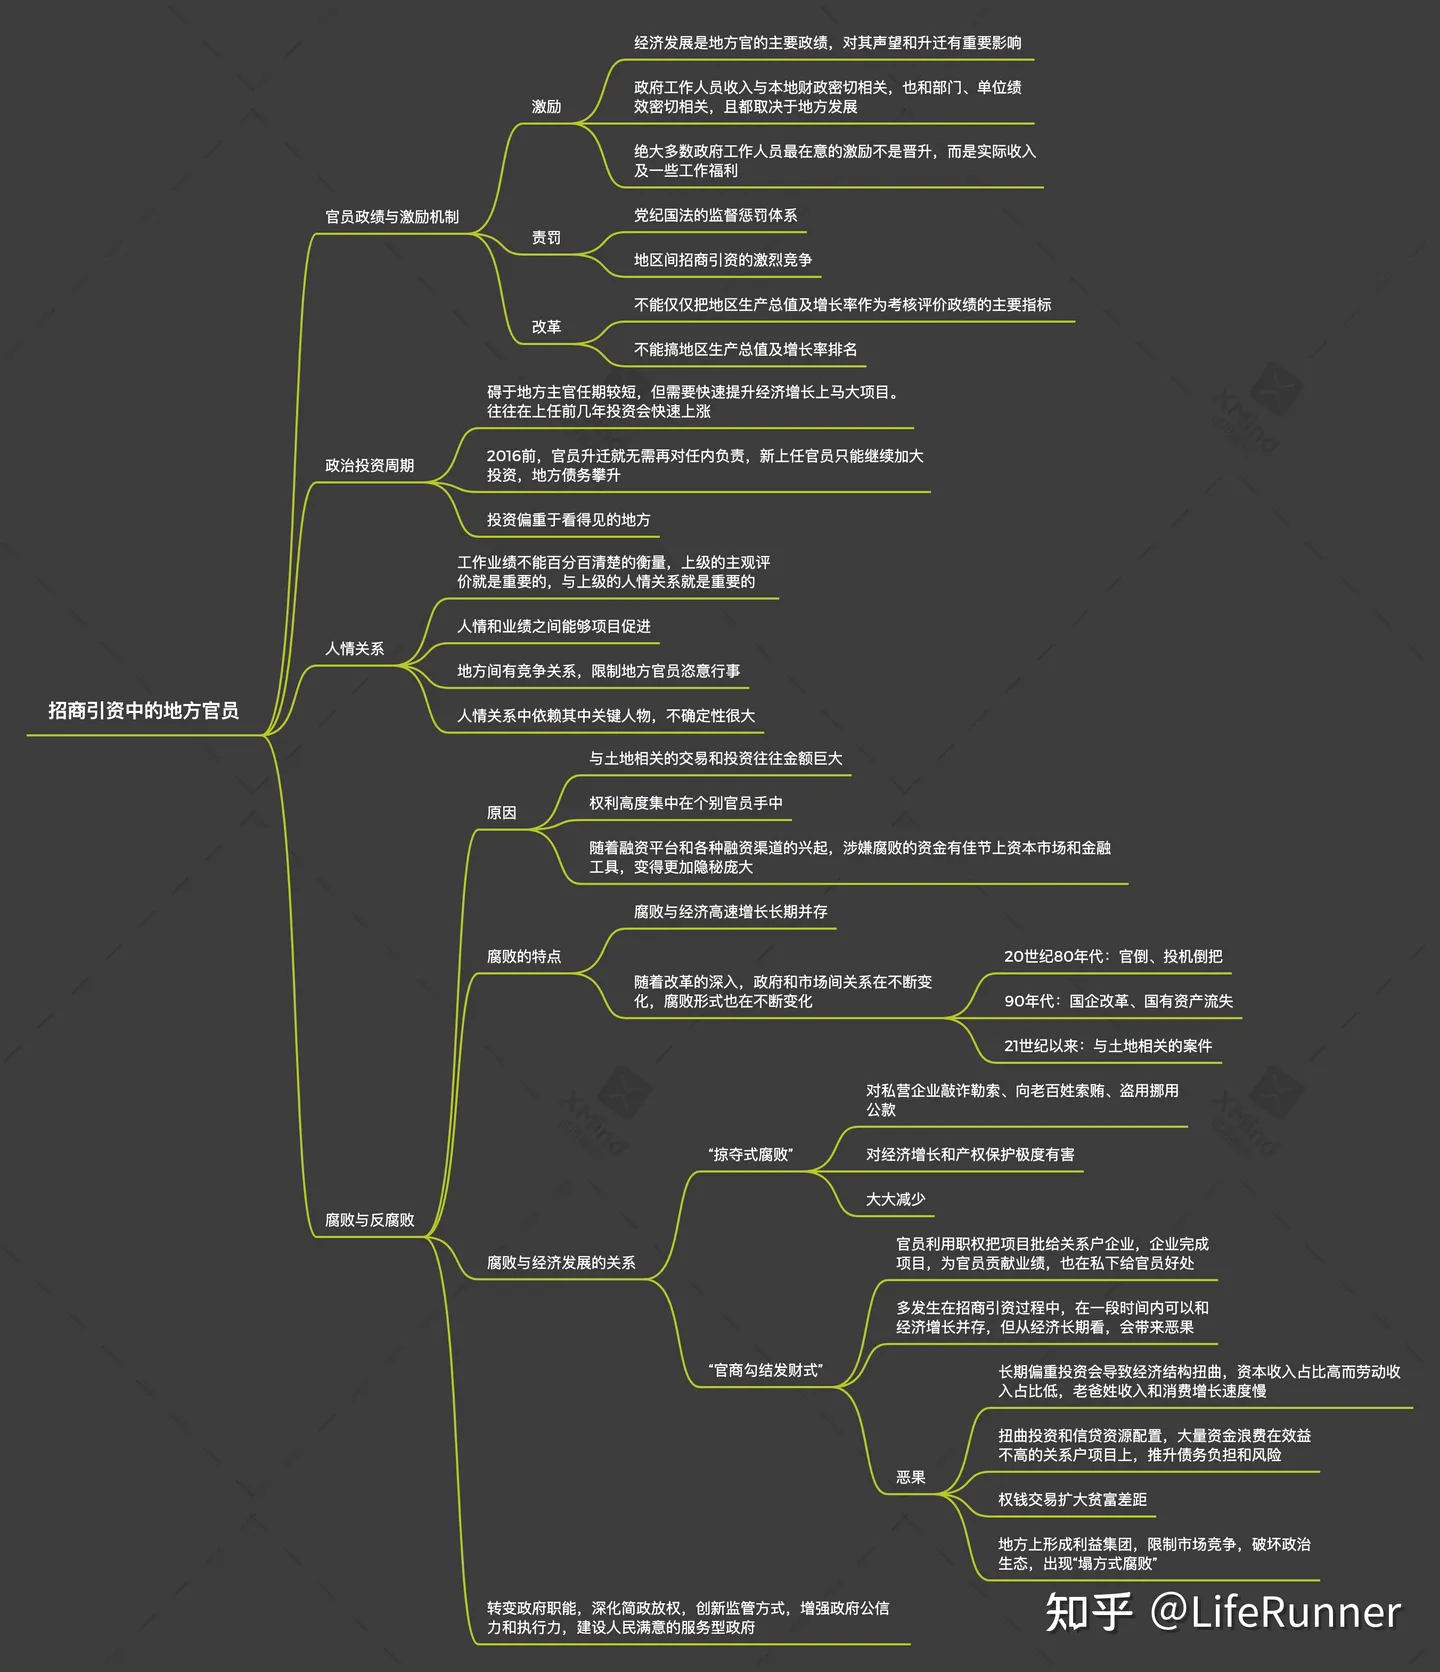 经济发展是地方官的主要政绩，对其声望和升迁有重要影响
政府工作人员收入与本地财政密切相关，也和部门、单位绩
效密切相关，且都取决于地方发展
激励
绝大多数政府工作人员最在意的激励不是晋升，而是实际收入
及一些工作福利
官员政绩与激励机制
党纪国法的监督惩罚体系
责罚
地区间招商引资的激烈竞争
不能仅仅把地区生产总值及增长率作为考核评价政绩的主要指标
改革
不能搞地区生产总值及增长率排名
碍于地方主官任期较短，但需要快速提升经济增长上马大项目。
往往在上任前几年投资会快速上涨
政治投资周期
2016前，官员升迁就无需再对任内负责，新上任官员只能继续加大
投资，地方债务攀升
投资偏重于看得见的地方
工作业绩不能百分百清楚的衡量，上级的主观评
价就是重要的，与上级的人情关系就是重要的
人情关系
人情和业绩之间能够项目促进
地方间有竞争关系，限制地方官员恣意行事
人情关系中依赖其中关键人物，不确定性很大
招商引资中的地方官员
与土地相关的交易和投资往往金额巨大
原因
权利高度集中在个别官员手中
随着融资平台和各种融资渠道的兴起，涉嫌腐败的资金有佳节上资本市场和金融
工具，变得更加隐秘庞大
腐败与经济高速增长长期并存
腐败的特点
随着改革的深入，政府和市场间关系在不断变
化，腐败形式也在不断变化
20世纪80年代：官倒、投机倒把
90年代：国企改革、国有资产流失
21世纪以来：与土地相关的案件
腐败与反腐败
对私营企业敲诈勒索、向老百姓索贿、盗用挪用
公款
“掠夺式腐败”
对经济增长和产权保护极度有害
大大减少
腐败与经济发展的关系
官员利用职权把项目批给关系户企业，企业完成
项目，为官员贡献业绩，也在私下给官员好处
多发生在招商引资过程中，在一段时间内可以和
经济增长并存，但从经济长期看，会带来恶果
“官商勾结发财式”
长期偏重投资会导致经济结构扭曲，资本收入占比高而劳动收
入占比低，老爸姓收入和消费增长速度慢
扭曲投资和信贷资源配置，大量资金浪费在效益
不高的关系户项目上，推升债务负担和风险
恶果
权钱交易扩大贫富差距
地方上形成利益集团，限制市场竞争，破坏政治
生态，出现“塌方式腐败”
转变政府职能，深化简政放权，创新监管方式，增强政府公信
力和执行力，建设人民满意的服务型政府
知乎 @LifeRunner
XMind
XMind
XMind